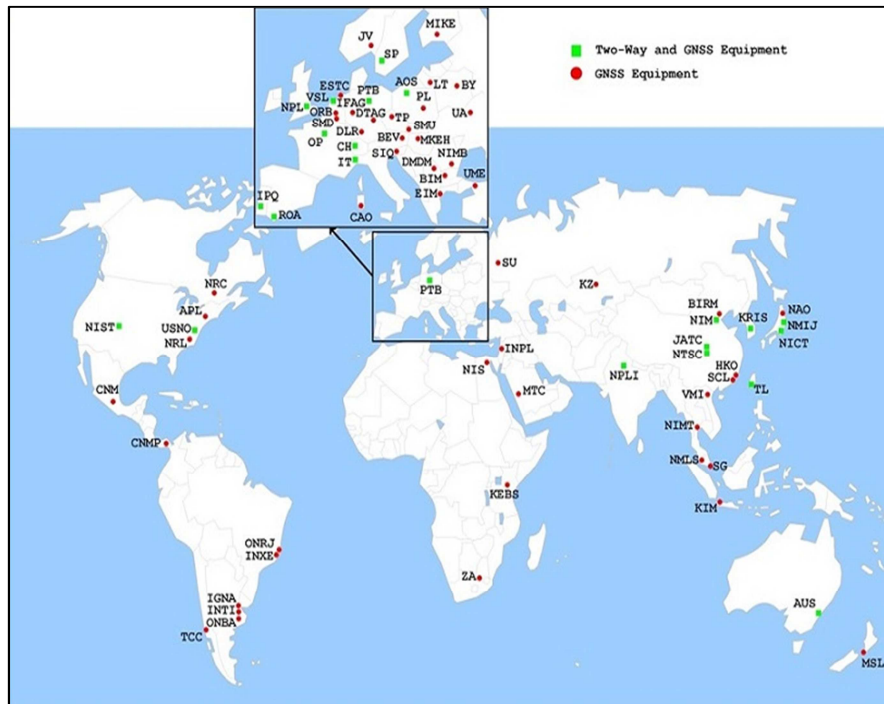 Two-Way and GNSS Equipment
GNSS Equipment
MIKE
JV
SP
ESTC
PTB
AOS
LT
BY
VSL
IFAG
PL
NPL
ORB
DTAG
TP
UA
SMD
SMU
OP
DLR
BEV
MKEH
CH
SIQ
NIMB
IT
DMDM
BIM
UME
IPQ
EIM
ROA
CAO
SU
NRC
PTB
KZ
APL
BIRM
NAO
NIST
USNO
NIM
KRIS
NMIJ
NRL
NICT
INPL
JATC
NTSC
NIS
NPLI
HKO
CNM
MTC
SCL
TL
VMI
CNMP
NIMT
NMLS
SG
KEBS
KIM
ONRJ
INXE
ZA
IGNA
INTI
ONBA
AUS
TCC
MSL